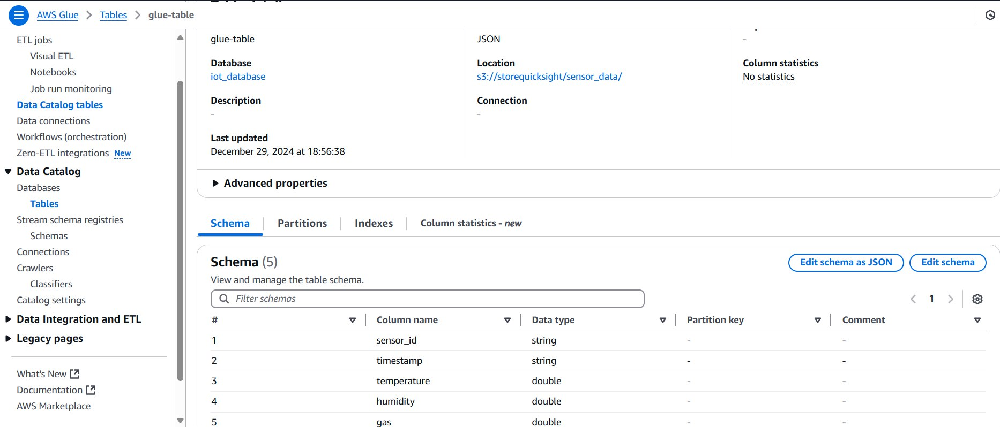 AWS Glue > Tables > glue-table
ETL jobs
Visual ETL
Notebooks
Job run monitoring
Data Catalog tables
Data connections
Workflows (orchestration)
Zero-ETL integrations New
Data Catalog
Databases
Tables
Stream schema registries
Schemas
Connections
Crawlers
Classifiers
Catalog settings
Data Integration and ETL
Legacy pages
What's New
Documentation
AWS Marketplace
glue-table
Database
iot_database
Description
-
Last updated
December 29, 2024 at 18:56:38
JSON
Location
s3://storequicksight/sensor_data/
Connection
-
-
Column statistics
No statistics
Advanced properties
Schema Partitions Indexes Column statistics - new
Schema (5)
Edit schema as JSON Edit schema
View and manage the table schema.
Filter schemas
1
# Column name Data type Partition key Comment
1 sensor_id string - -
2 timestamp string - -
3 temperature double - -
4 humidity double - -
5 gas double - -